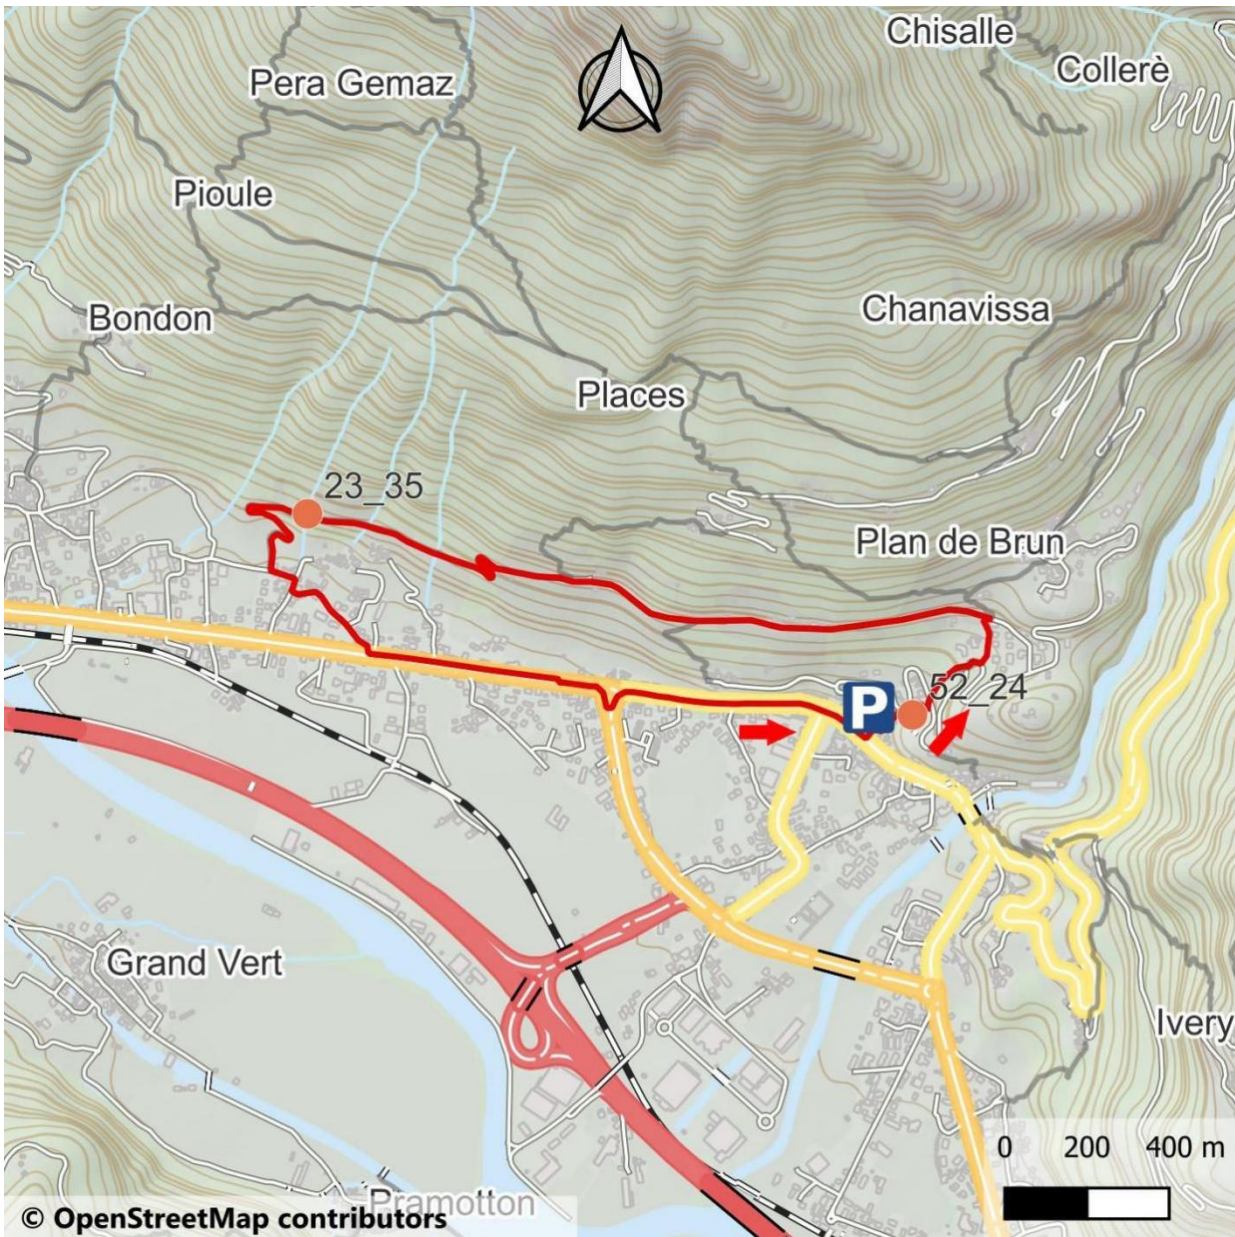 Chisalle
Collerè
Pera Gemaz
Pioule
Bondon
Chanavissa
Places
23_35
Plan de Brun
P
52_24
Grand Vert
Ivery
0 200 400 m
Pramotton
© OpenStreetMap contributors